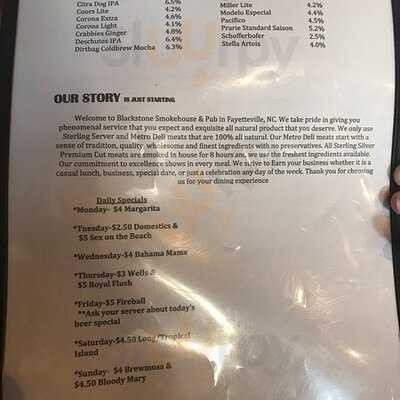 Citra Dog IPA 6.5%
Coors Lite 4.2%
Corona Extra 4.6%
Corona Light 4.1%
Crabbies Ginger 4.8%
Deschutes IPA 6.4%
Dirtbag Coldbrew Mocha 6.3%
Miller Lite 4.2%
Modelo Especial 4.4%
Pacifico 4.5%
Prarie Standard Saison 5.2%
Schofferhofer 2.5%
Stella Artois 4.0%
OUR STORY IS JUST STARTING
Welcome to Blackstone Smokehouse & Pub in Fayetteville, NC. We take pride in giving you
phenomenal service that you expect and exquisite all natural product that you deserve. We only use
Sterling Server and Metro Deli meats that are 100% all natural. Our Metro Deli meats start with a
sense of tradition, quality, wholesome and finest ingredients with no preservatives. All Sterling Silver
Premium Cut meats are smoked in house for 8 hours and, we use the freshest ingredients available.
Our commitment to excellence shows in every meal. We strive to Earn your business whether it is a
casual lunch, business, special date, or just a celebration any day of the week. Thank you for choosing
us for your dining experience
Daily Specials
*Monday- $4 Margarita
*Tuesday-$2.50 Domestics &
$5 Sex on the Beach
*Wednesday-$4 Bahama Mama
*Thursday-$3 Wells &
$5 Royal Flush
*Friday-$5 Fireball
**Ask your server about today's
beer special
*Saturday-$4.50 Long/Tropical
Island
*Sunday- $4 Brewmosa &
$4.50 Bloody Mary